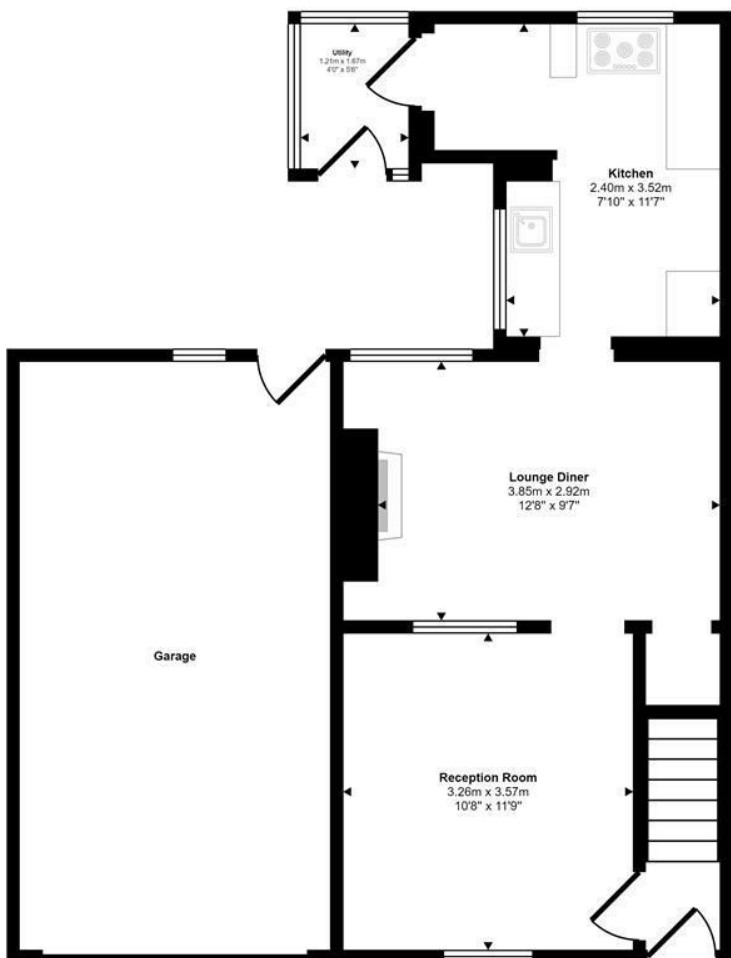 Utility
1.21m x 1.67m
4'0" x 5'6"
Kitchen
2.40m x 3.52m
7'10" x 11'7"
Lounge Diner
3.85m x 2.92m
12'8" x 9'7"
Garage
Reception Room
3.26m x 3.57m
10'8" x 11'9"